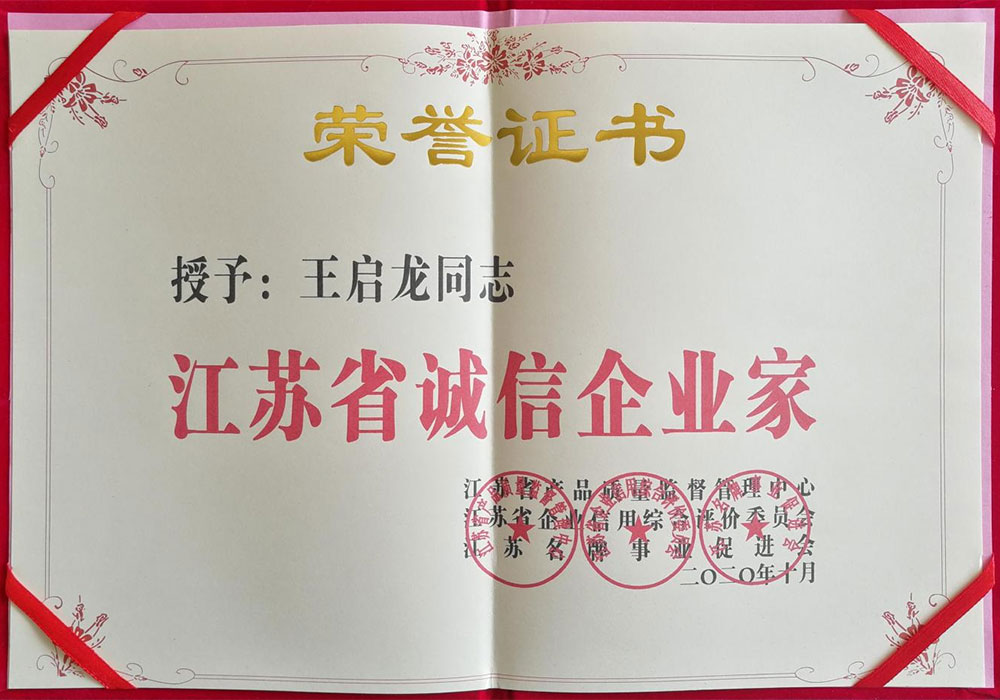 荣誉证书
授予：王启龙同志
江苏省诚信企业家
江苏省产品质量监督管理中心
江苏省企业信用综合评价委员会
江苏名牌事业促进会
二〇二〇年十月